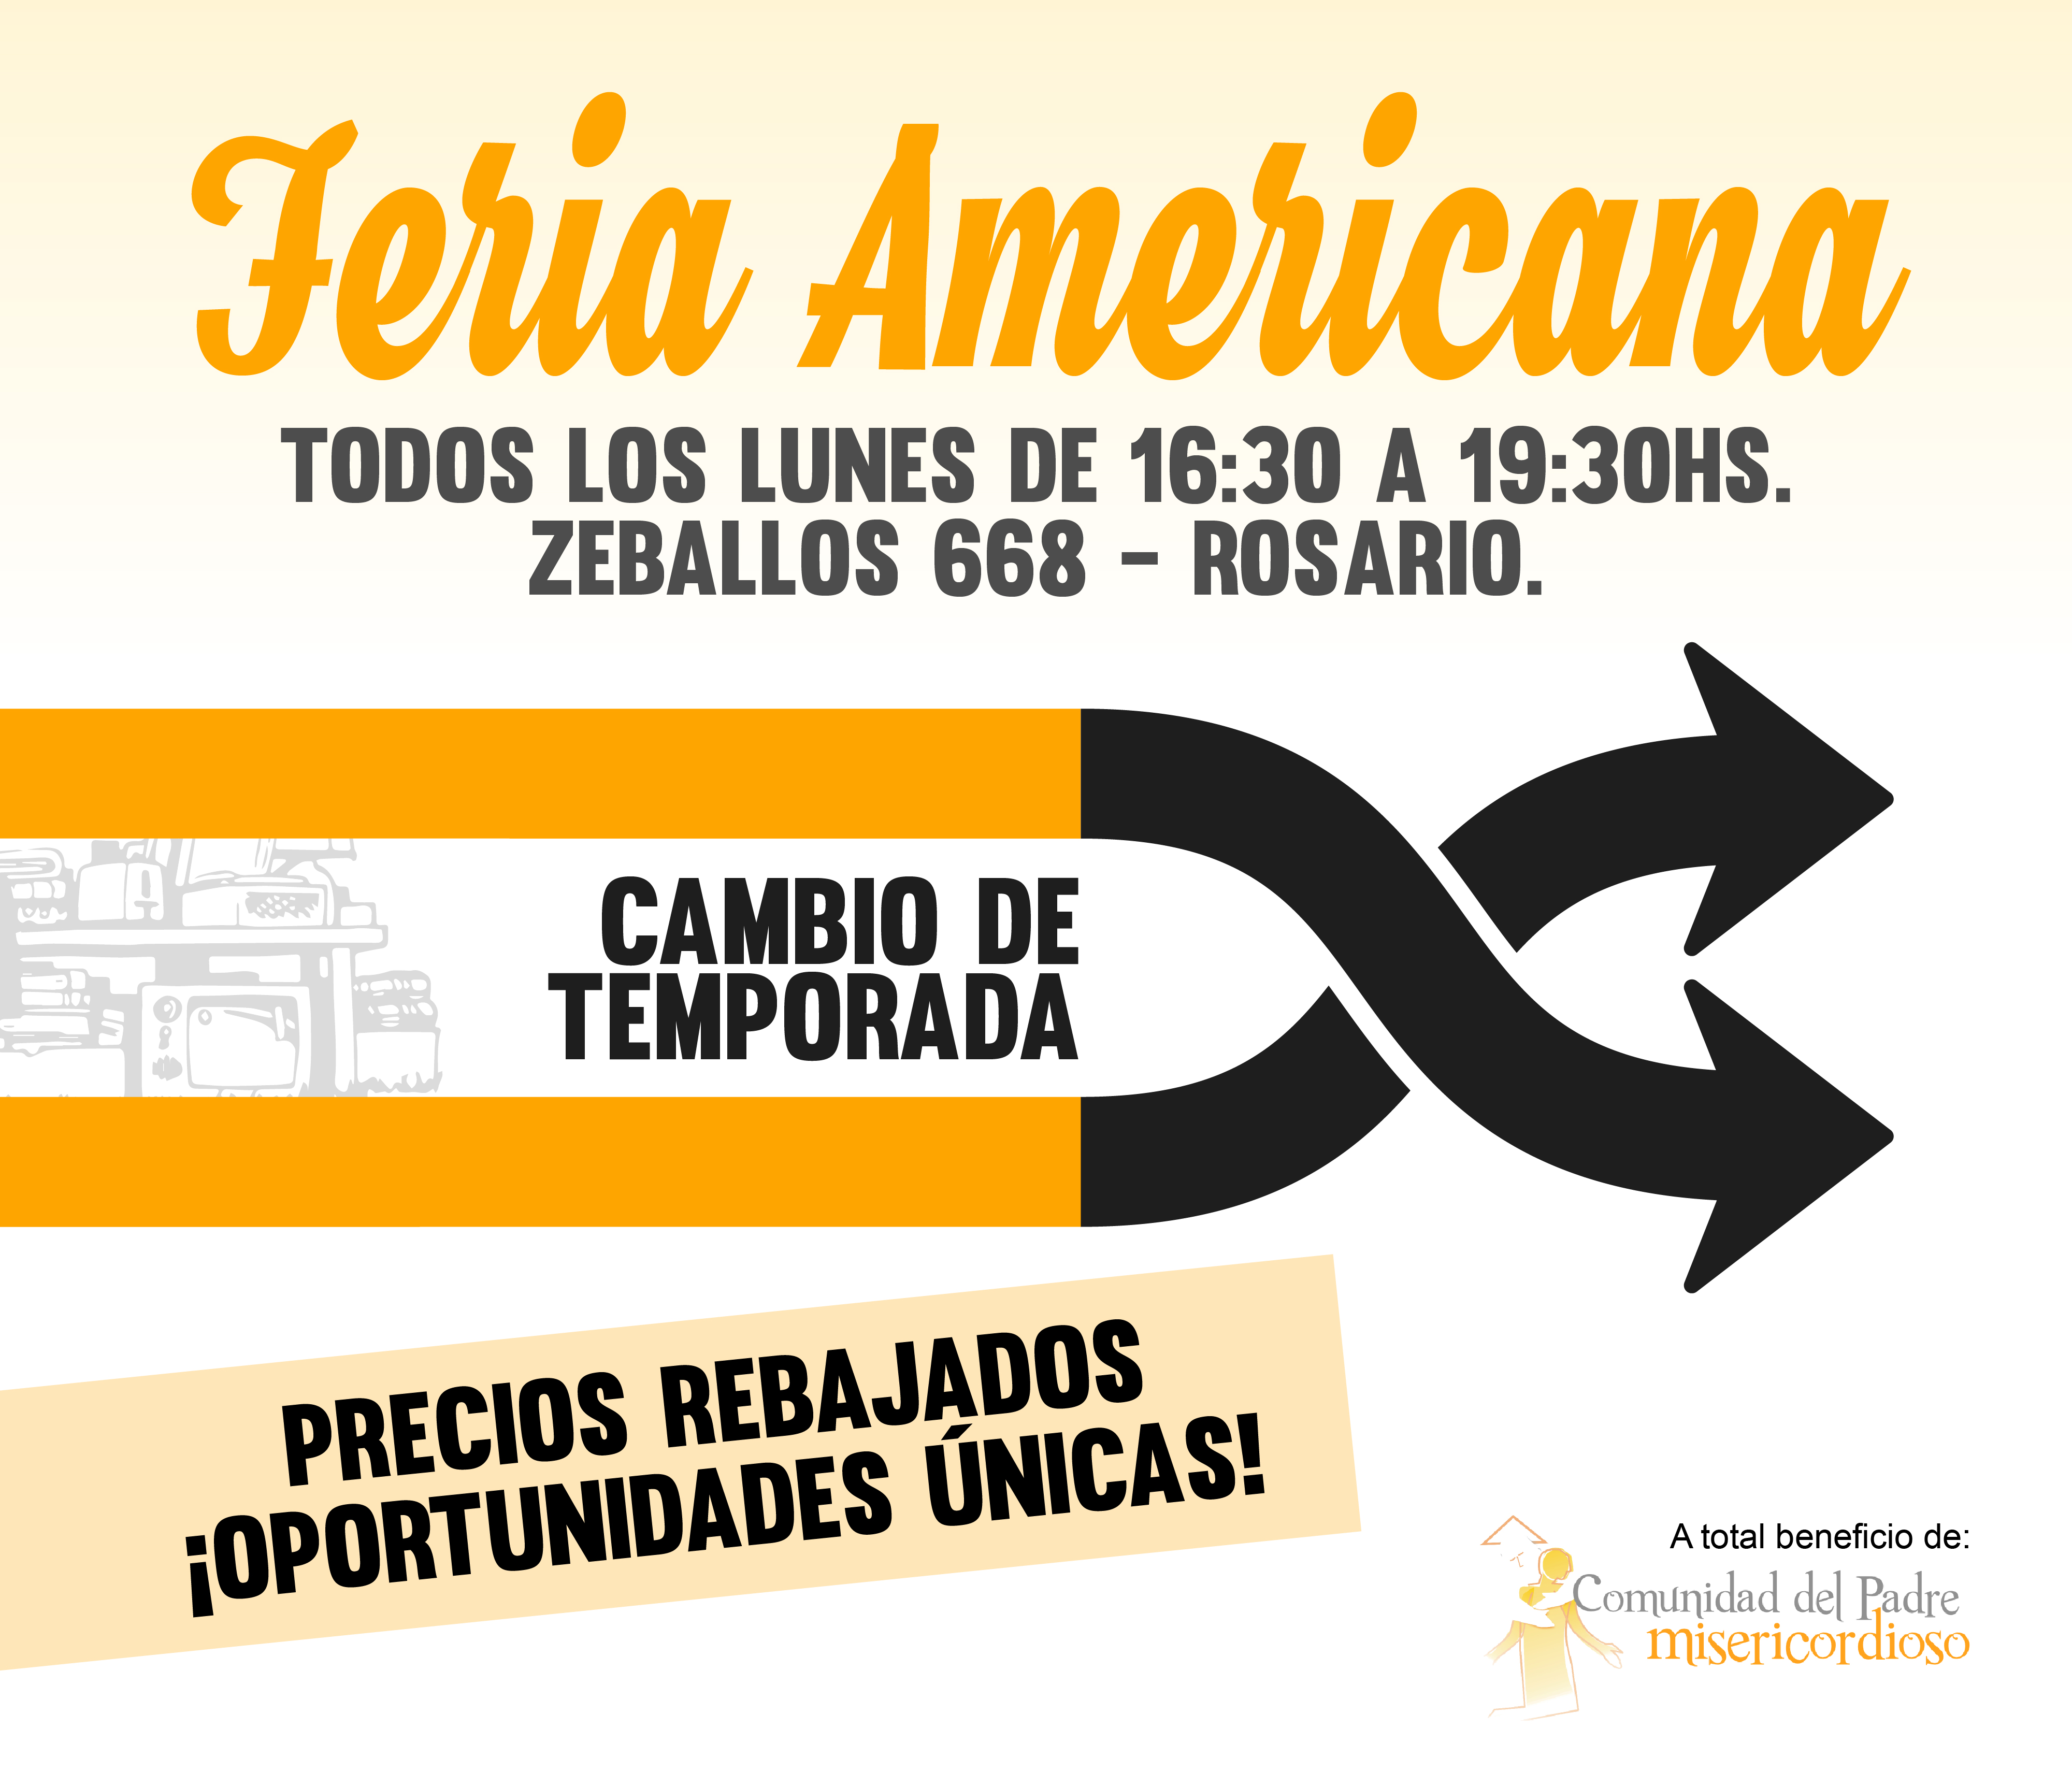 Feria Americana
TODOS LOS LUNES DE 16:30 A 19:30HS.
ZEBALLOS 668 - ROSARIO.
CAMBIO DE
TEMPORADA
PRECIOS REBAJADOS
¡OPORTUNIDADES ÚNICAS!
A total beneficio de:
Comunidad del Padre
misericordioso